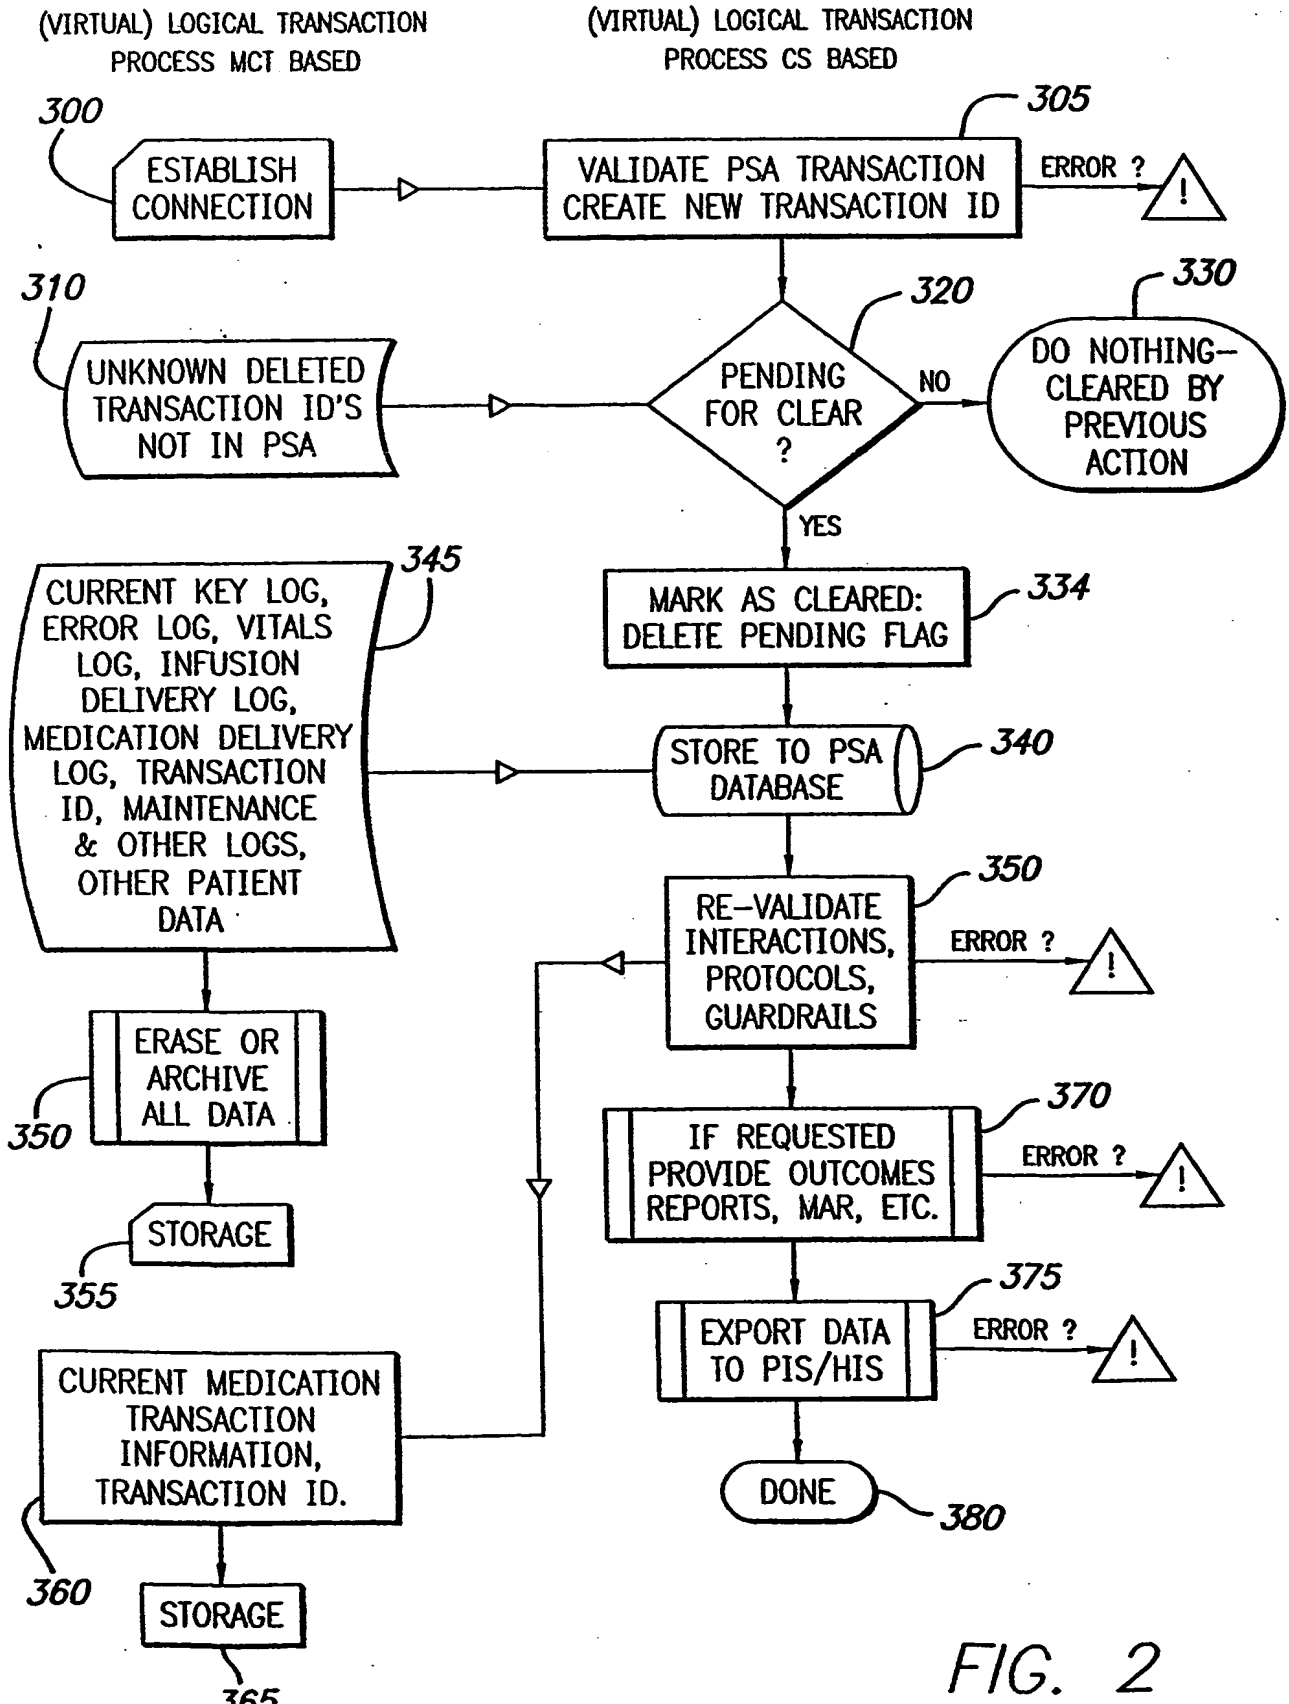 (VIRTUAL) LOGICAL TRANSACTION
PROCESS MCT BASED
(VIRTUAL) LOGICAL TRANSACTION
PROCESS CS BASED
300
ESTABLISH
CONNECTION
305
VALIDATE PSA TRANSACTION
CREATE NEW TRANSACTION ID
ERROR ?
!
310
UNKNOWN DELETED
TRANSACTION ID'S
NOT IN PSA
320
PENDING
FOR CLEAR
?
NO
330
DO NOTHING–
CLEARED BY
PREVIOUS
ACTION
YES
345
CURRENT KEY LOG,
ERROR LOG, VITALS
LOG, INFUSION
DELIVERY LOG,
MEDICATION DELIVERY
LOG, TRANSACTION
ID, MAINTENANCE
& OTHER LOGS,
OTHER PATIENT
DATA
334
MARK AS CLEARED:
DELETE PENDING FLAG
340
STORE TO PSA
DATABASE
350
RE-VALIDATE
INTERACTIONS,
PROTOCOLS,
GUARDRAILS
ERROR ?
!
350
ERASE OR
ARCHIVE
ALL DATA
370
IF REQUESTED
PROVIDE OUTCOMES
REPORTS, MAR, ETC.
ERROR ?
!
STORAGE
355
375
EXPORT DATA
TO PIS/HIS
ERROR ?
!
CURRENT MEDICATION
TRANSACTION
INFORMATION,
TRANSACTION ID.
360
DONE
380
STORAGE
365
FIG. 2